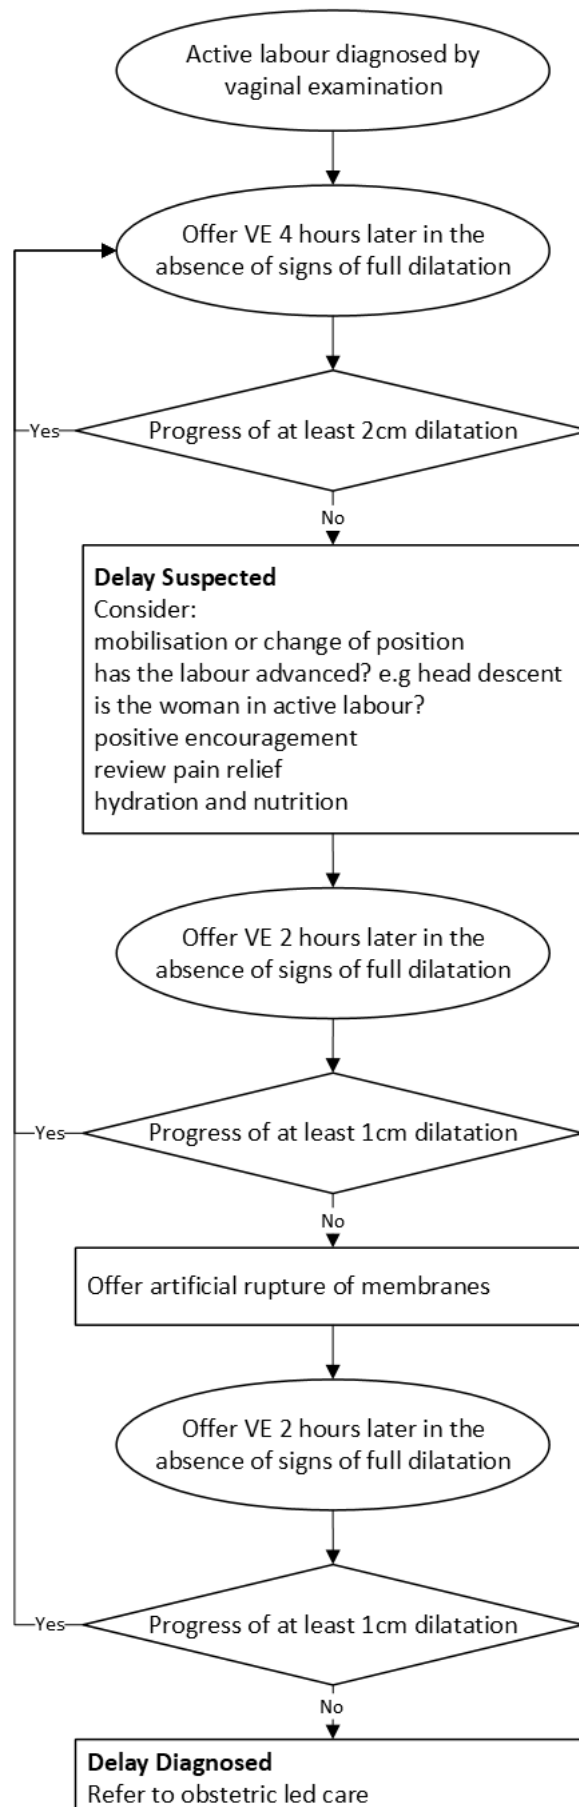 Active labour diagnosed by
vaginal examination
Offer VE 4 hours later in the
absence of signs of full dilatation
Yes
Progress of at least 2cm dilatation
No
Delay Suspected
Consider:
mobilisation or change of position
has the labour advanced? e.g head descent
is the woman in active labour?
positive encouragement
review pain relief
hydration and nutrition
Offer VE 2 hours later in the
absence of signs of full dilatation
Yes
Progress of at least 1cm dilatation
No
Offer artificial rupture of membranes
Offer VE 2 hours later in the
absence of signs of full dilatation
Yes
Progress of at least 1cm dilatation
No
Delay Diagnosed
Refer to obstetric led care